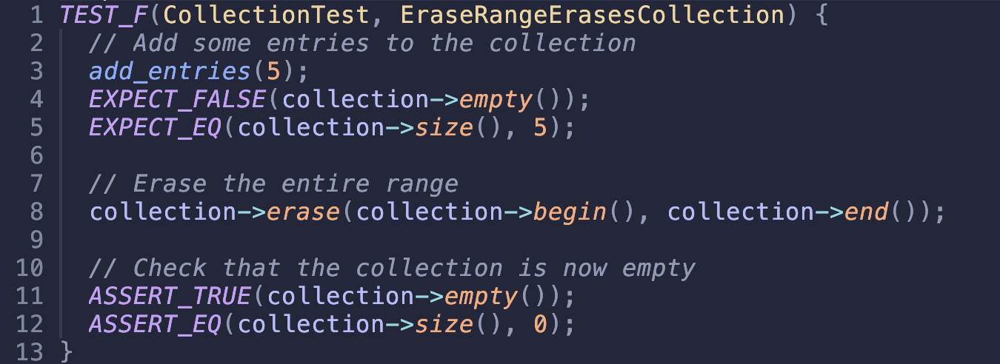 1 TEST_F(CollectionTest, EraseRangeErasesCollection) {
2 // Add some entries to the collection
3 add_entries(5);
4 EXPECT_FALSE(collection->empty());
5 EXPECT_EQ(collection->size(), 5);
6
7 // Erase the entire range
8 collection->erase(collection->begin(), collection->end());
9
10 // Check that the collection is now empty
11 ASSERT_TRUE(collection->empty());
12 ASSERT_EQ(collection->size(), 0);
13 }